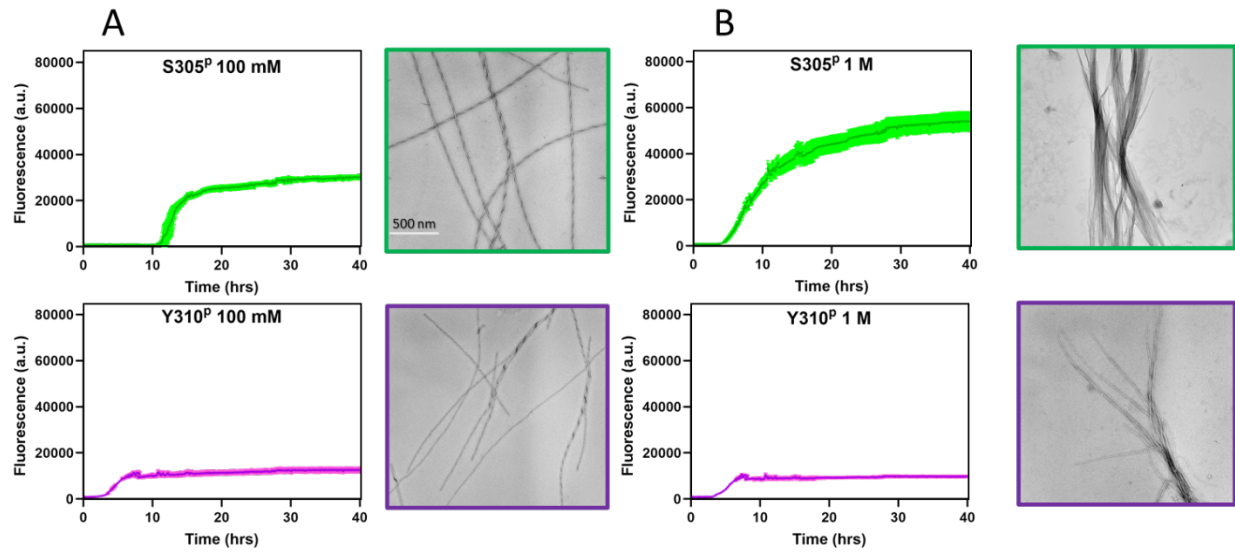 A
S305ᵖ 100 mM
Fluorescence (a.u.)
80000
60000
40000
20000
0
0 10 20 30 40
Time (hrs)
500 nm
Y310ᵖ 100 mM
Fluorescence (a.u.)
80000
60000
40000
20000
0
0 10 20 30 40
Time (hrs)
B
S305ᵖ 1 M
Fluorescence (a.u.)
80000
60000
40000
20000
0
0 10 20 30 40
Time (hrs)
Y310ᵖ 1 M
Fluorescence (a.u.)
80000
60000
40000
20000
0
0 10 20 30 40
Time (hrs)